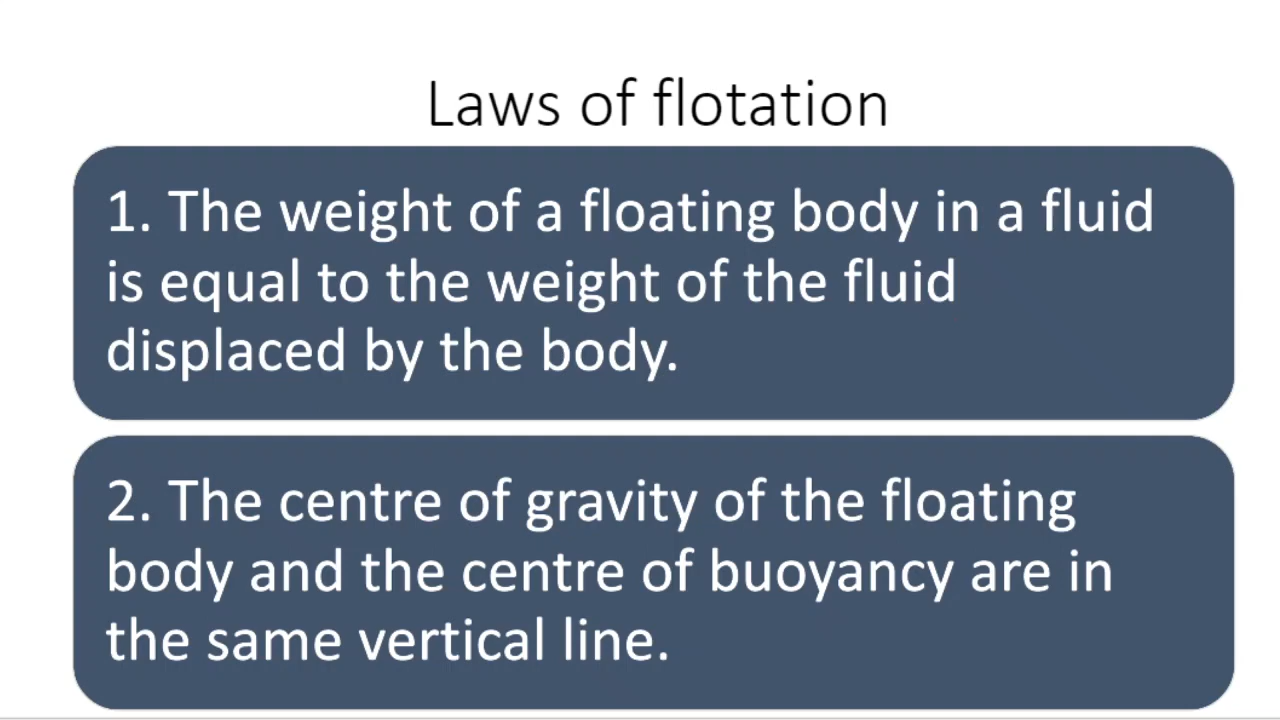 Laws of flotation
1. The weight of a floating body in a fluid
is equal to the weight of the fluid
displaced by the body.
2. The centre of gravity of the floating
body and the centre of buoyancy are in
the same vertical line.